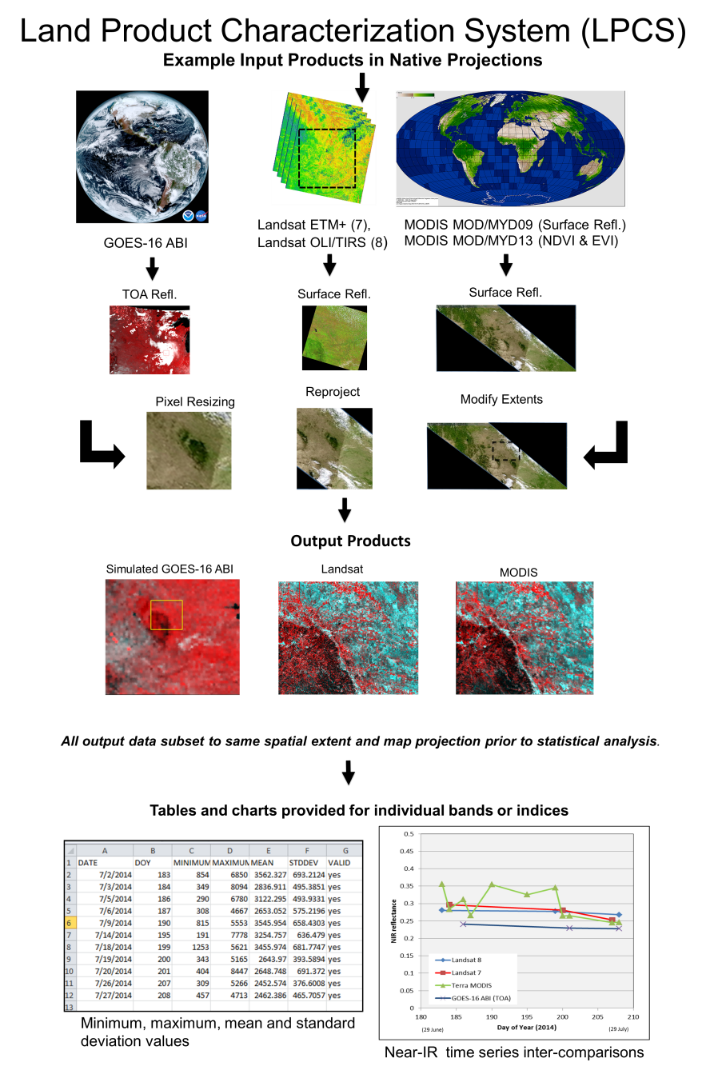 Land Product Characterization System (LPCS)
Example Input Products in Native Projections
GOES-16 ABI
Landsat ETM+ (7),
Landsat OLI/TIRS (8)
MODIS MOD/MYD09 (Surface Refl.)
MODIS MOD/MYD13 (NDVI & EVI)
TOA Refl.
Surface Refl.
Surface Refl.
Pixel Resizing
Reproject
Modify Extents
Output Products
Simulated GOES-16 ABI
Landsat
MODIS
All output data subset to same spatial extent and map projection prior to statistical analysis.
Tables and charts provided for individual bands or indices
A B C D E F G
1 DATE DOY MINIMUM MAXIMUN MEAN STDDEV VALID
2 7/2/2014 183 854 6850 3562.327 693.2124 yes
3 7/3/2014 184 349 8094 2836.911 495.3851 yes
4 7/5/2014 186 290 6780 3122.295 493.9331 yes
5 7/6/2014 187 308 4667 2653.052 575.2196 yes
6 7/9/2014 190 815 5553 3545.954 658.4303 yes
7 7/14/2014 195 191 7778 3254.757 636.479 yes
8 7/18/2014 199 1253 5621 3455.974 681.7747 yes
9 7/19/2014 200 343 5165 2643.97 393.5894 yes
10 7/20/2014 201 404 8447 2648.748 691.372 yes
11 7/26/2014 207 309 5266 2452.574 376.6008 yes
12 7/27/2014 208 457 4713 2462.386 465.7057 yes
13
Minimum, maximum, mean and standard
deviation values
0.5
0.45
0.4
0.35
0.3
0.25
0.2
0.15
0.1
0.05
0
NIR reflectance
Landsat 8
Landsat 7
Terra MODIS
GOES-16 ABI (TOA)
180 185 190 195 200 205 210
(29 June) Day of Year (2014) (29 July)
Near-IR time series inter-comparisons